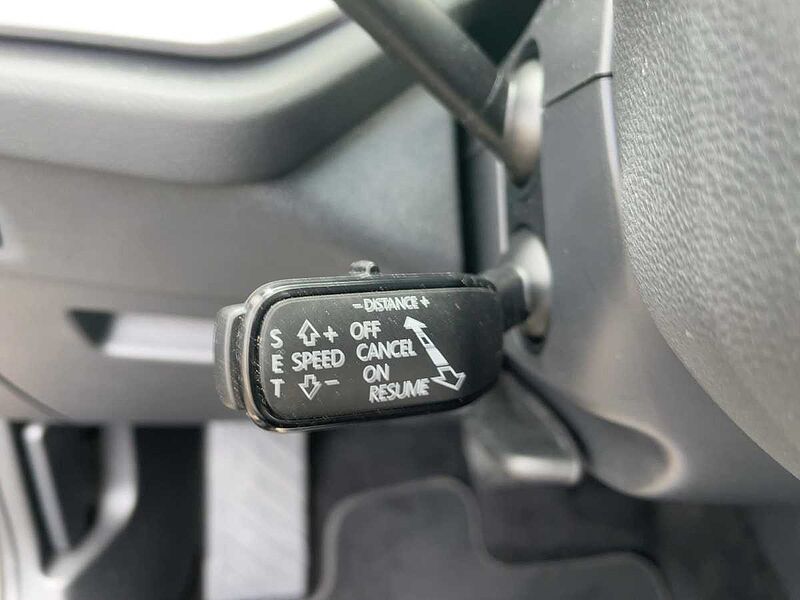 - DISTANCE +
S
E
T
+
SPEED
-
OFF
CANCEL
ON
RESUME